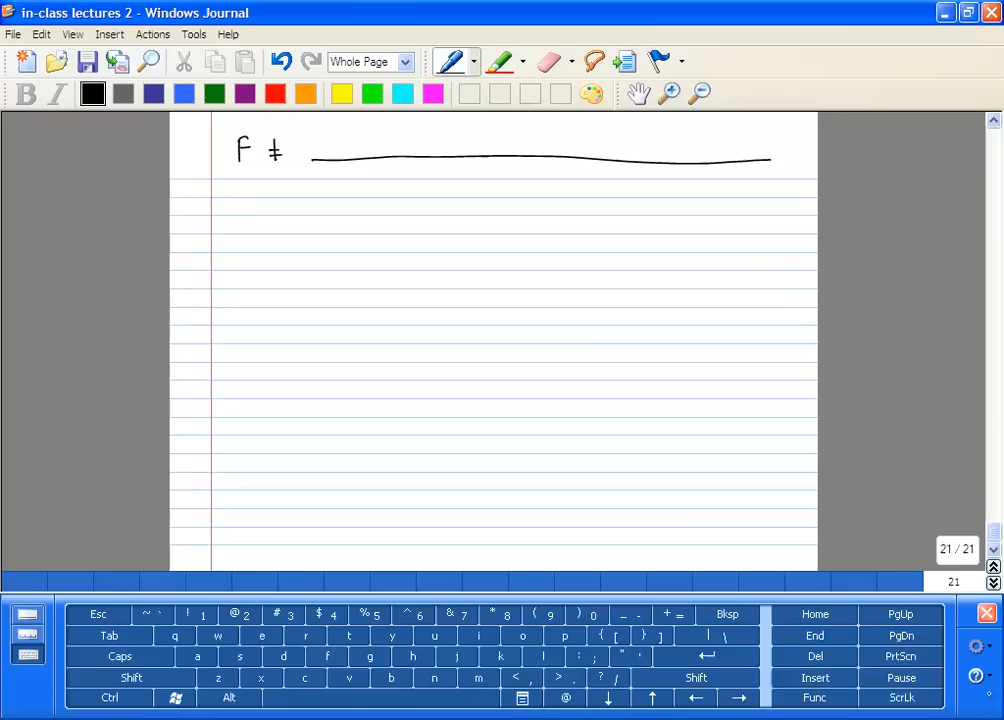 in-class lectures 2 - Windows Journal
File Edit View Insert Actions Tools Help
Whole Page
B I
F ‡
21 / 21
21
Esc ~ ` ! 1 @ 2 # 3 $ 4 % 5 ^ 6 & 7 * 8 ( 9 ) 0 _ - + = Bksp Home PgUp
Tab q w e r t y u i o p { [ } ] | \ End PgDn
Caps a s d f g h j k l : ; " ' Del PrtScn
Shift z x c v b n m < , > . ? / Shift Insert Pause
Ctrl Alt @ ↓ ↑ ← → Func ScrLk